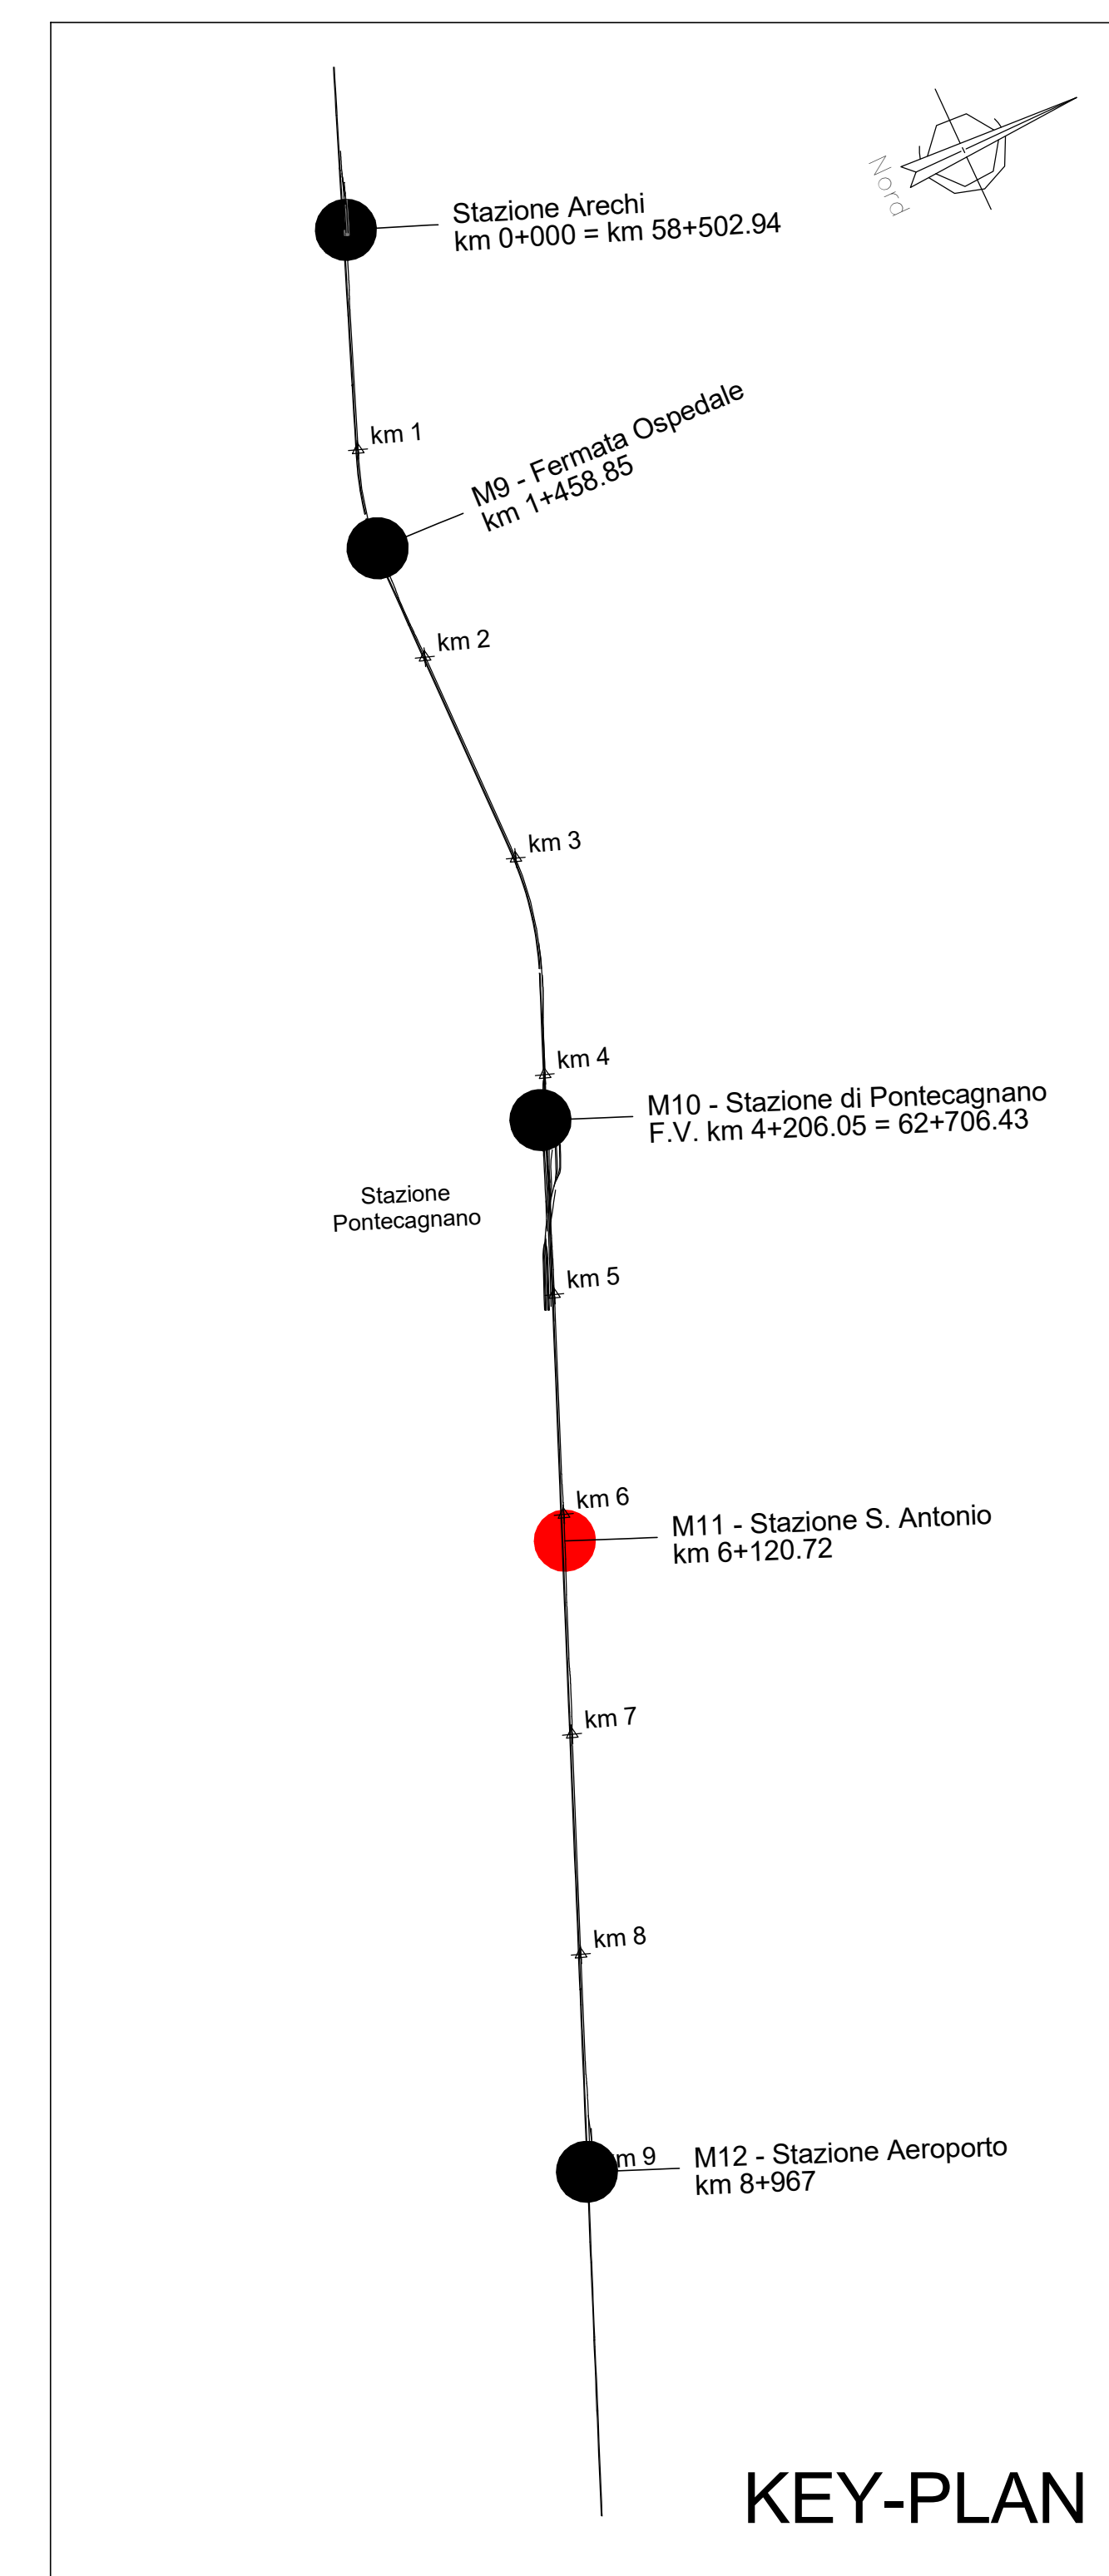 Nord
Stazione Arechi
km 0+000 = km 58+502.94
km 1
M9 - Fermata Ospedale
km 1+458.85
km 2
km 3
km 4
M10 - Stazione di Pontecagnano
F.V. km 4+206.05 = 62+706.43
Stazione
Pontecagnano
km 5
km 6
M11 - Stazione S. Antonio
km 6+120.72
km 7
km 8
m 9
M12 - Stazione Aeroporto
km 8+967
KEY-PLAN